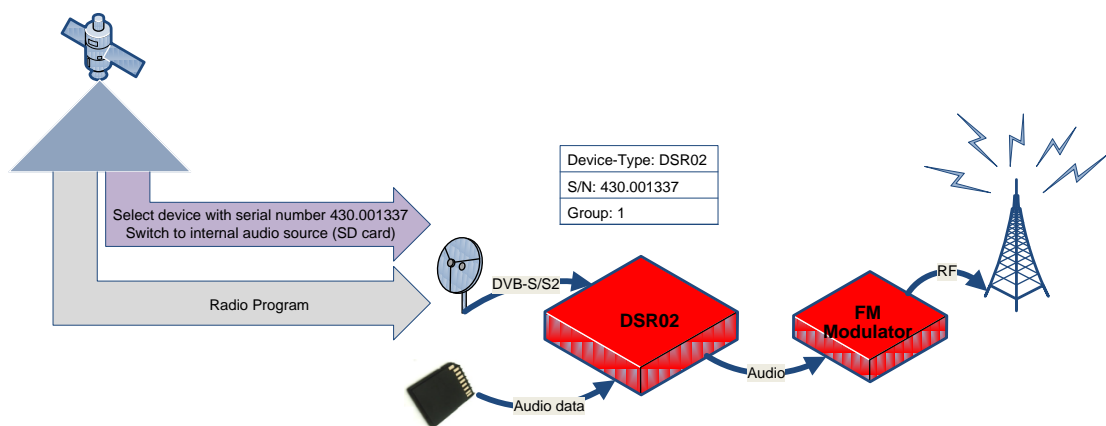 Device-Type: DSR02
S/N: 430.001337
Group: 1
Select device with serial number 430.001337
Switch to internal audio source (SD card)
Radio Program
DVB-S/S2
DSR02
RF
FM
Modulator
Audio
Audio data